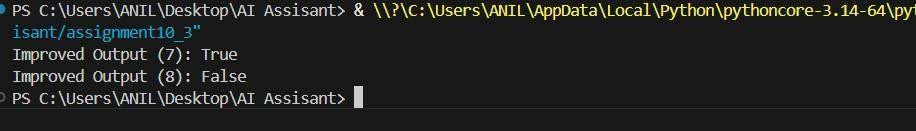 PS C:\Users\ANIL\Desktop\AI Assisant> & \\?\C:\Users\ANIL\AppData\Local\Python\pythoncore-3.14-64\pyt
isant/assignment10_3"
Improved Output (7): True
Improved Output (8): False
PS C:\Users\ANIL\Desktop\AI Assisant>